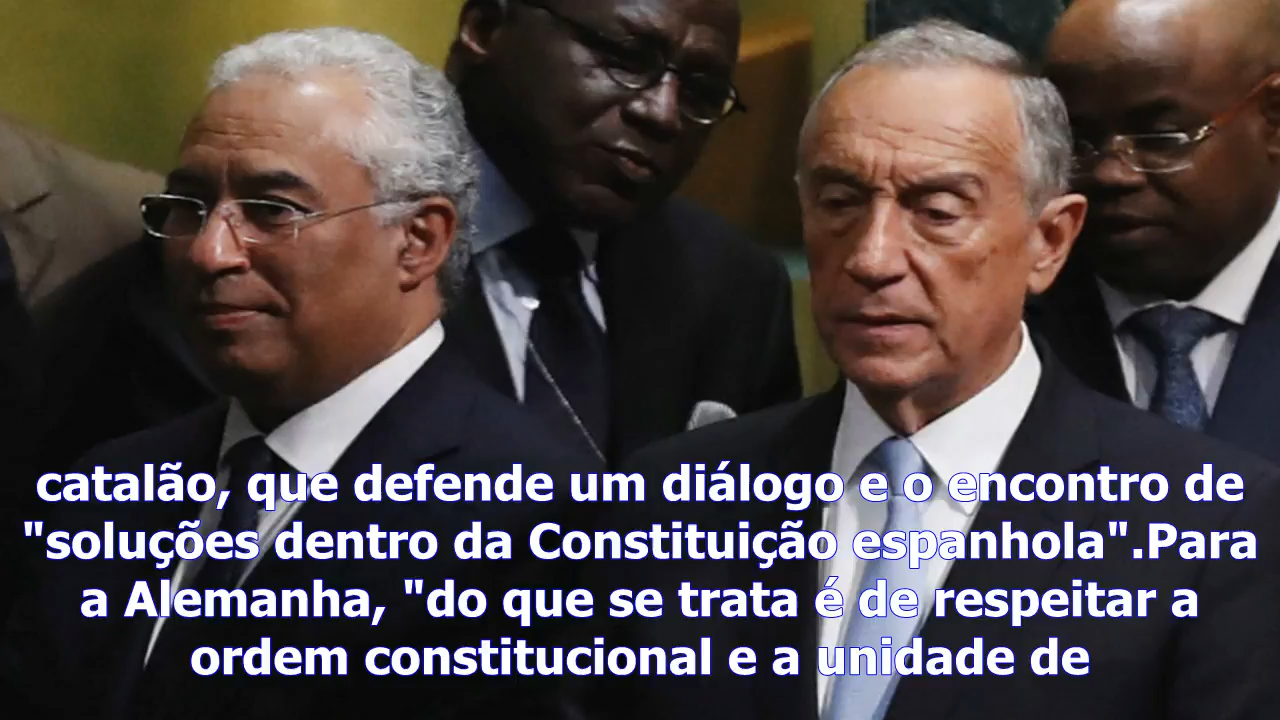 catalão, que defende um diálogo e o encontro de
"soluções dentro da Constituição espanhola".Para
a Alemanha, "do que se trata é de respeitar a
ordem constitucional e a unidade de